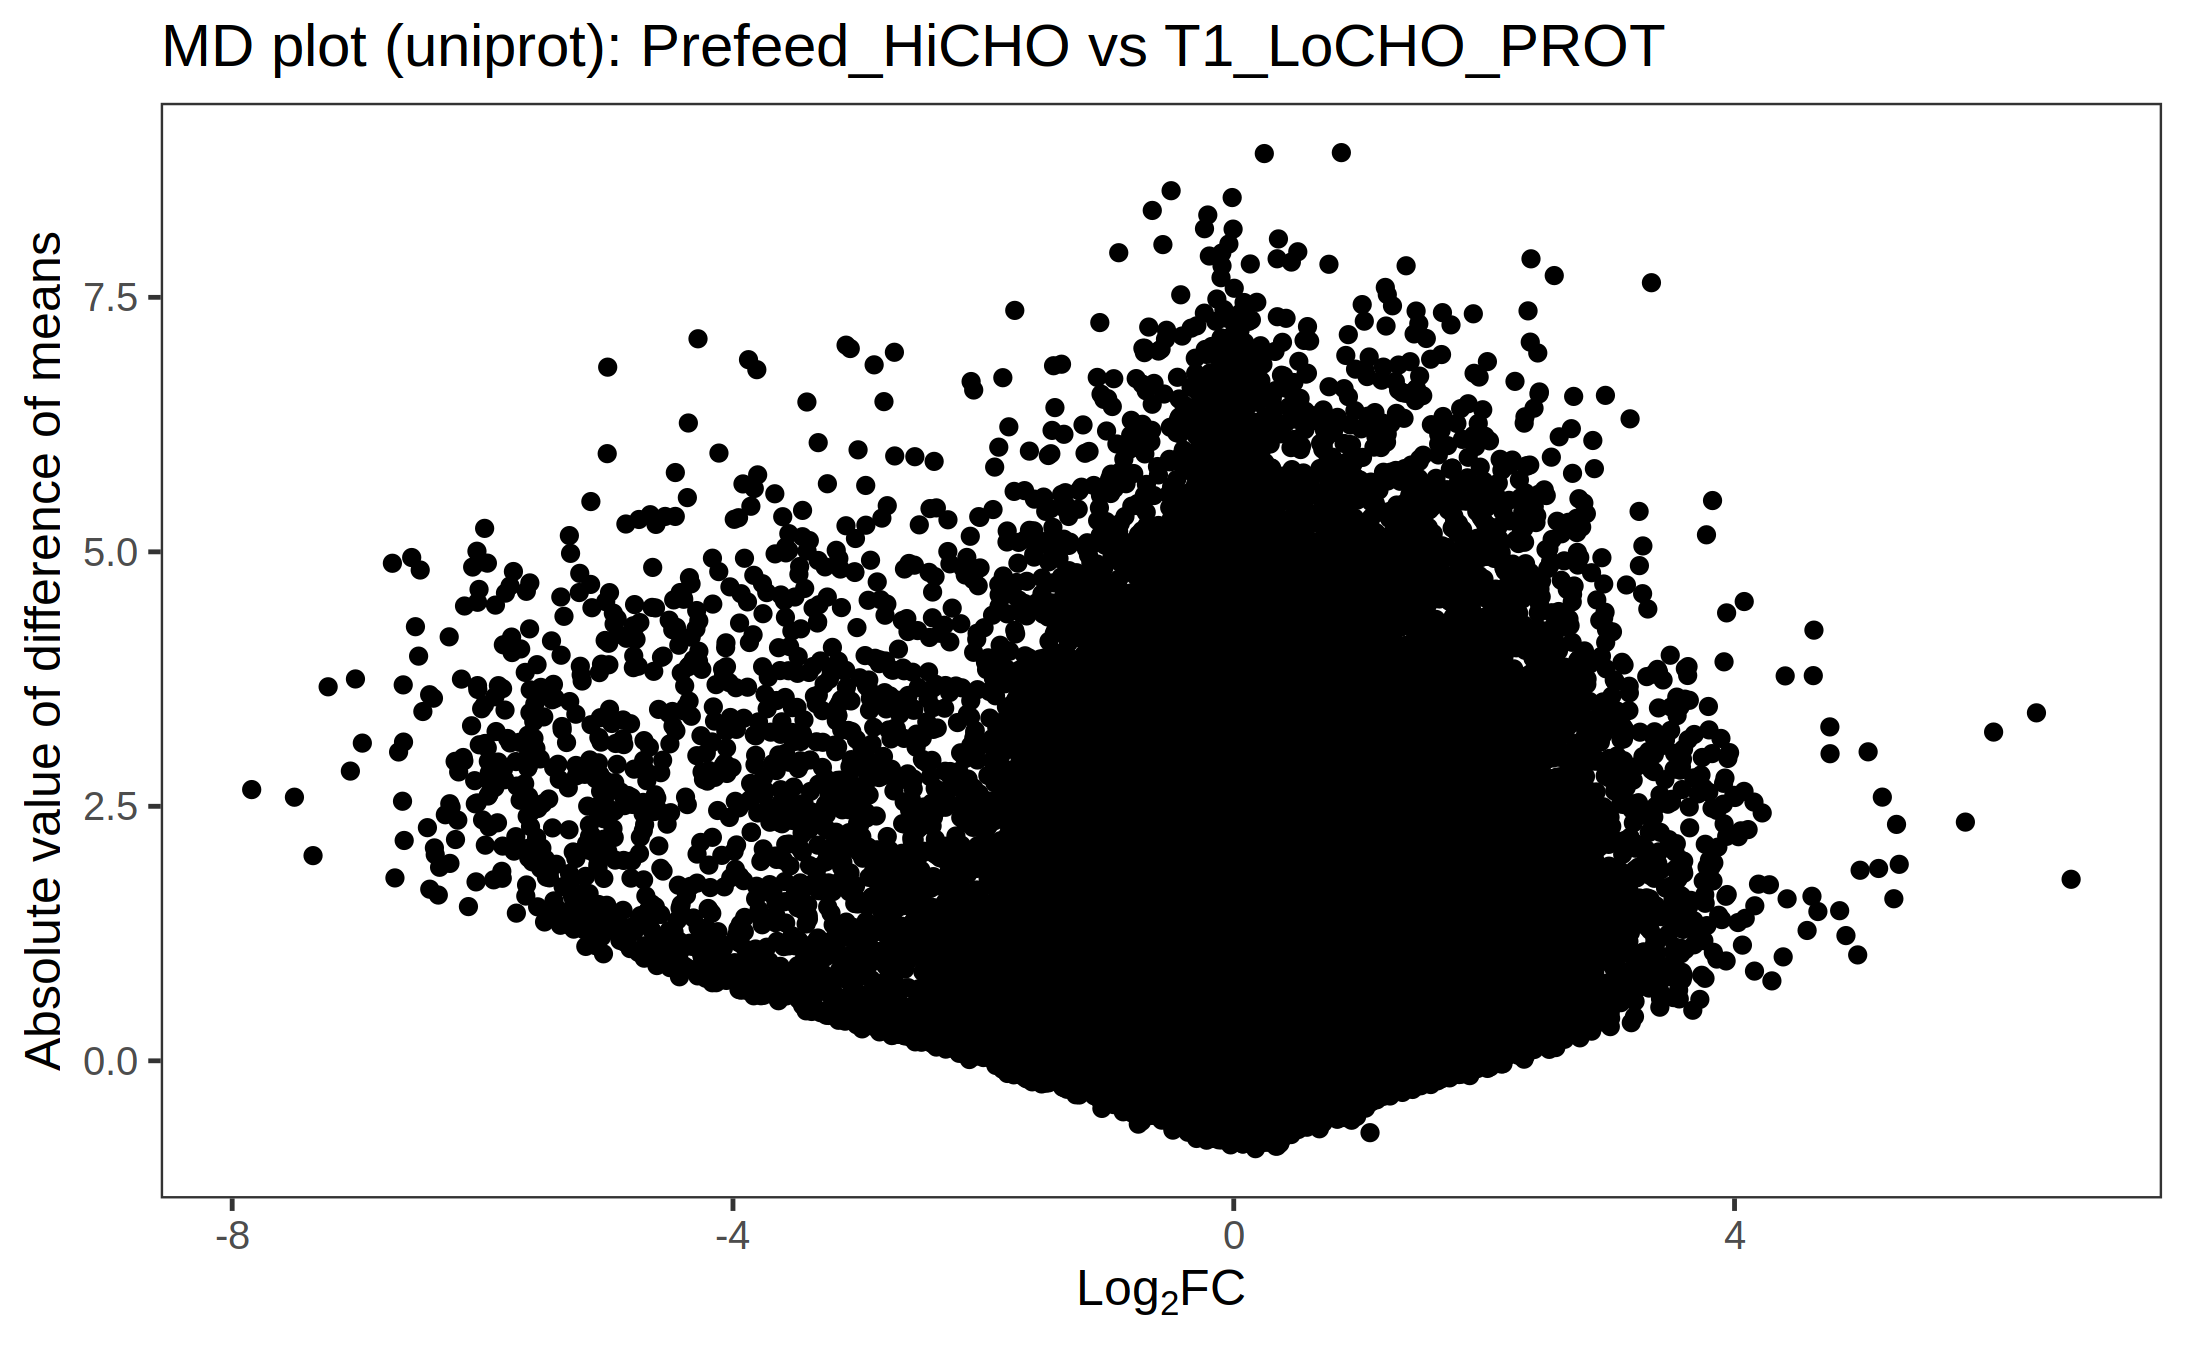 MD plot (uniprot): Prefeed_HiCHO vs T1_LoCHO_PROT
Absolute value of difference of means
7.5
5.0
2.5
0.0
-8 -4 0 4
Log₂FC